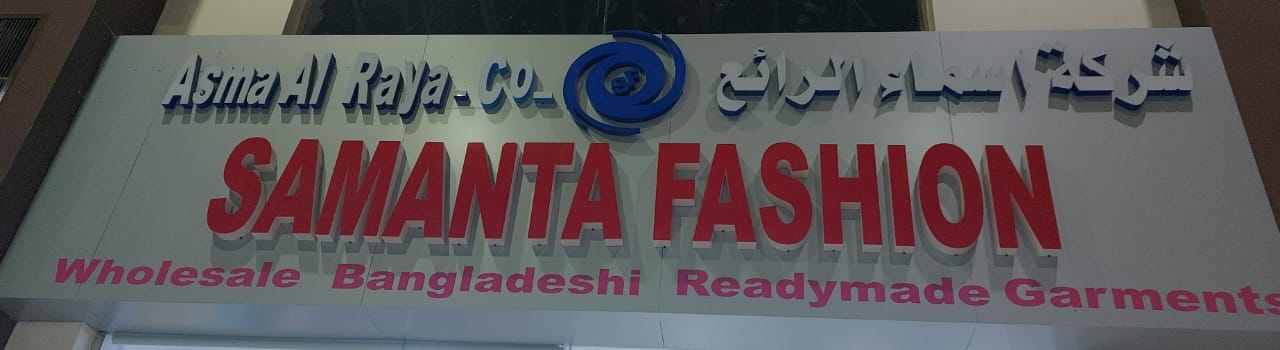 Asma Al Raya - Co. SF شركة اسماء الرائع
SAMANTA FASHION
Wholesale Bangladeshi Readymade Garments